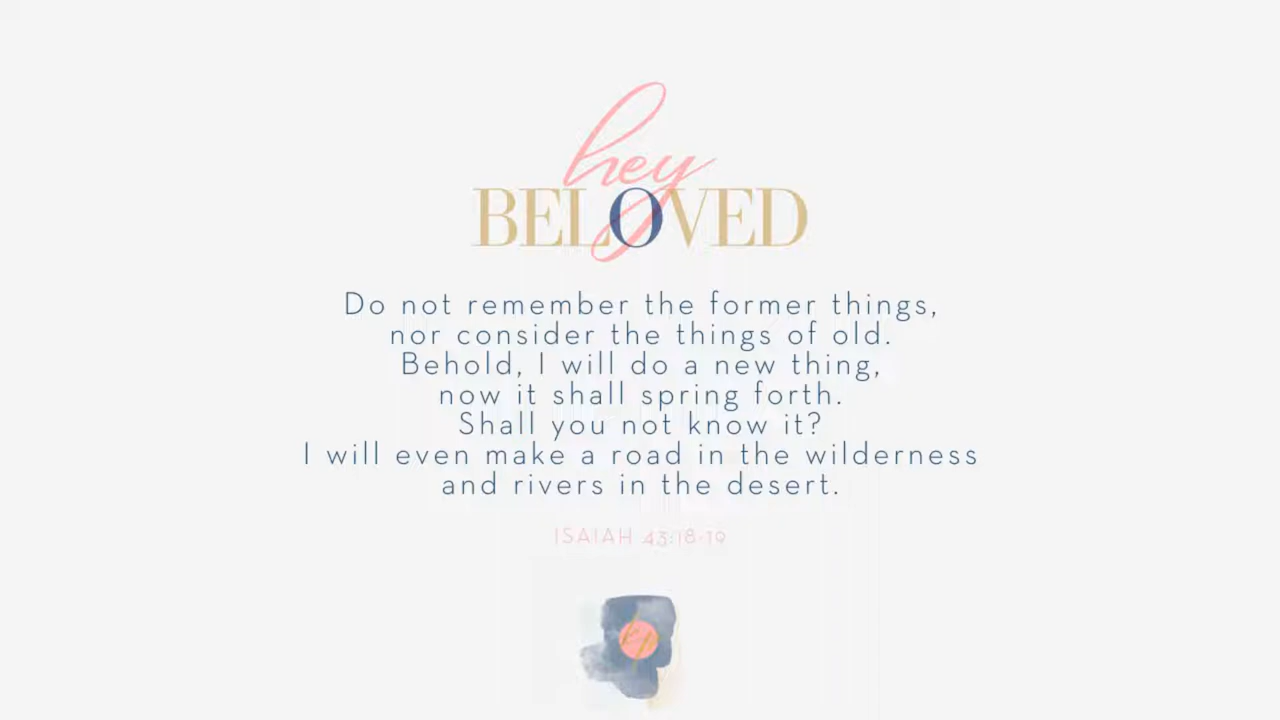 hey
BELOVED
Do not remember the former things,
nor consider the things of old.
Behold, I will do a new thing,
now it shall spring forth.
Shall you not know it?
I will even make a road in the wilderness
and rivers in the desert.
ISAIAH 43:18-19